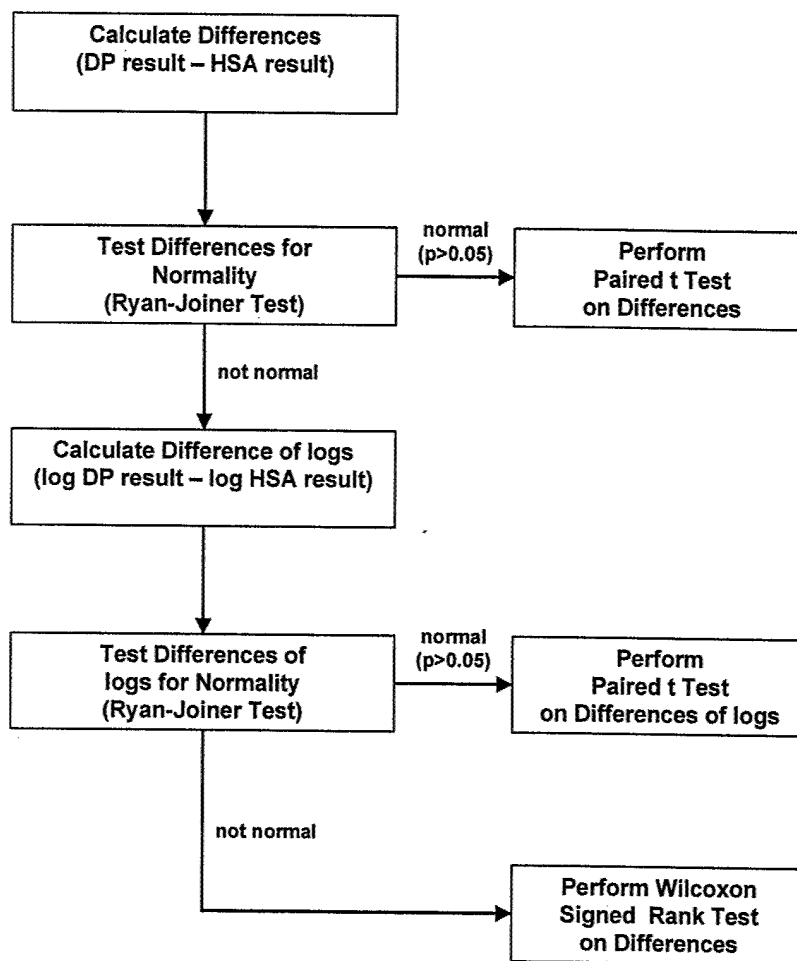 Calculate Differences
(DP result – HSA result)
Test Differences for
Normality
(Ryan-Joiner Test)
normal
(p>0.05)
Perform
Paired t Test
on Differences
not normal
Calculate Difference of logs
(log DP result – log HSA result)
Test Differences of
logs for Normality
(Ryan-Joiner Test)
normal
(p>0.05)
Perform
Paired t Test
on Differences of logs
not normal
Perform Wilcoxon
Signed Rank Test
on Differences